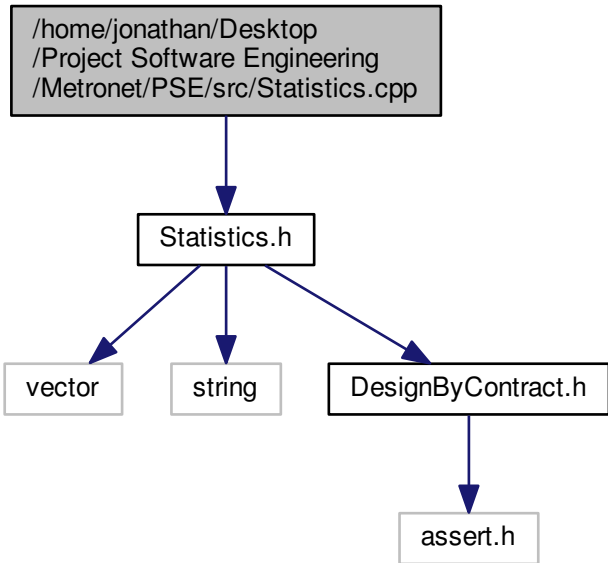 /home/jonathan/Desktop
/Project Software Engineering
/Metronet/PSE/src/Statistics.cpp
Statistics.h
vector
string
DesignByContract.h
assert.h